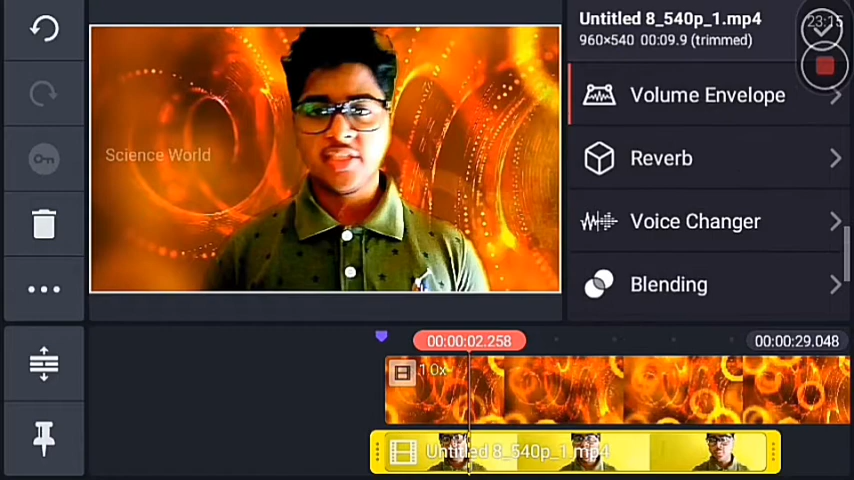 Untitled 8_540p_1.mp4
960×540 00:09.9 (trimmed)
23:15
Volume Envelope
Reverb
Science World
Voice Changer
Blending
00:00:02.258
00:00:29.048
1.0x
Untitled 8_540p_1.mp4